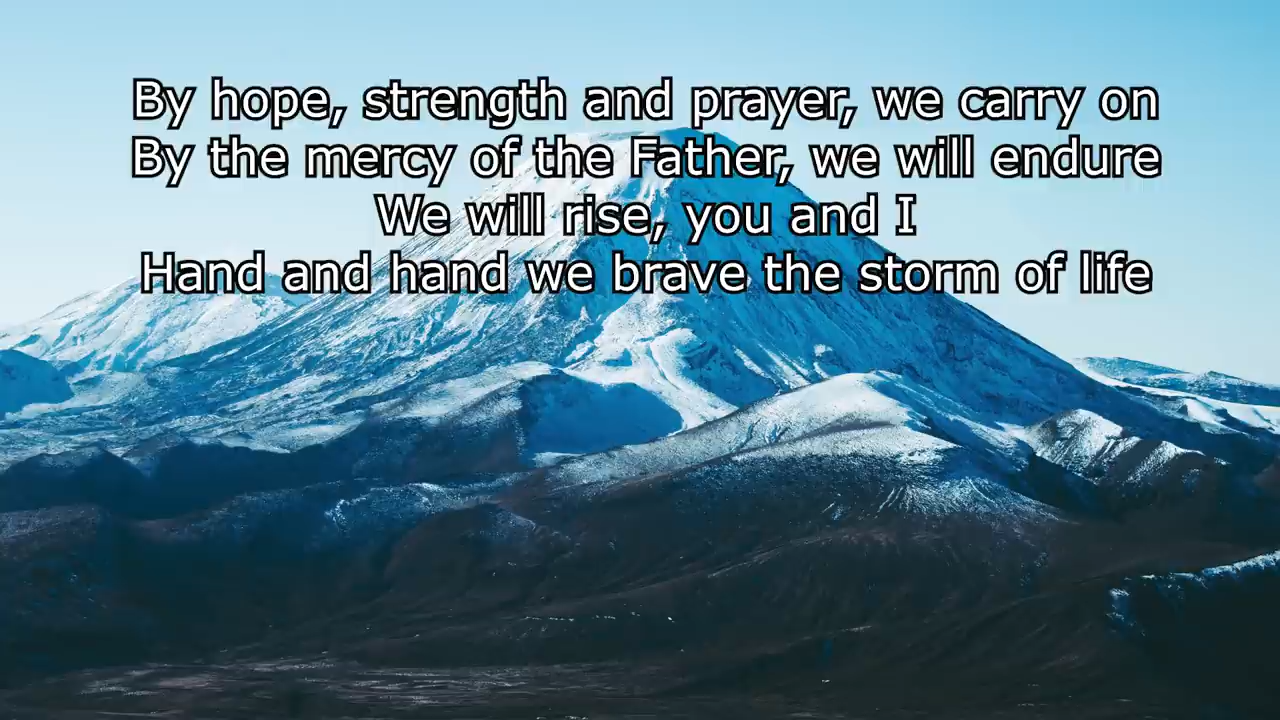 By hope, strength and prayer, we carry on
By the mercy of the Father, we will endure
We will rise, you and I
Hand and hand we brave the storm of life